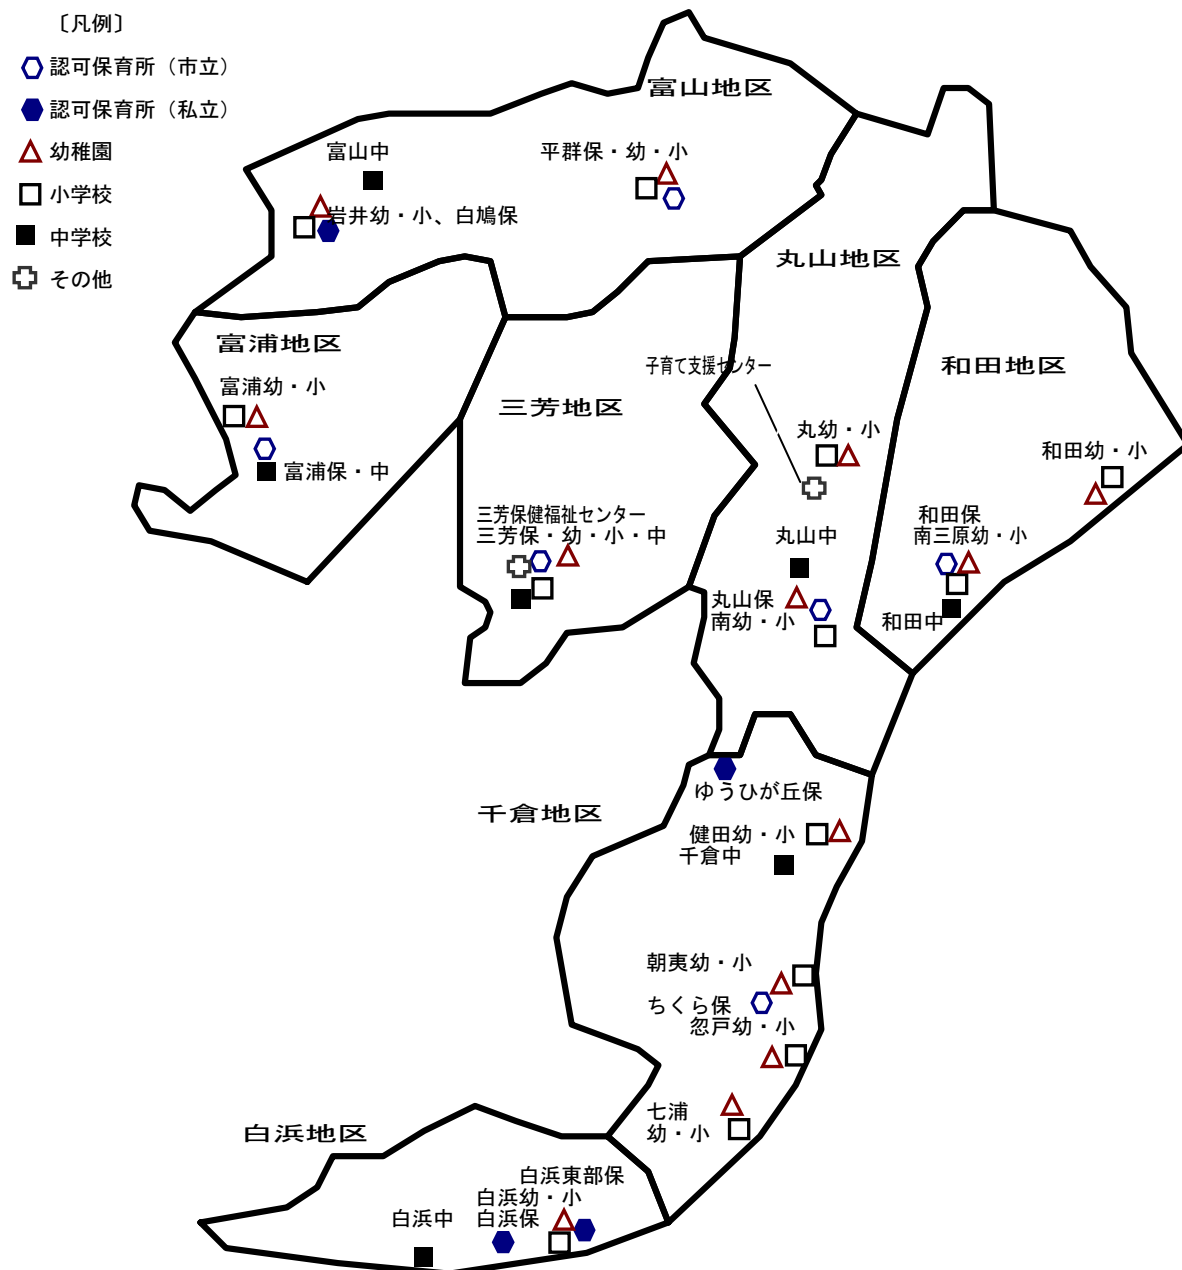 〔凡例〕
認可保育所（市立）
認可保育所（私立）
幼稚園
小学校
中学校
その他
富山地区
富山中
平群保・幼・小
岩井幼・小、白鳩保
丸山地区
富浦地区
富浦幼・小
富浦保・中
三芳地区
子育て支援センター
和田地区
丸幼・小
和田幼・小
三芳保健福祉センター
三芳保・幼・小・中
丸山中
和田保
南三原幼・小
丸山保
南幼・小
和田中
千倉地区
ゆうひが丘保
健田幼・小
千倉中
朝夷幼・小
ちくら保
忽戸幼・小
七浦
幼・小
白浜地区
白浜東部保
白浜幼・小
白浜保
白浜中